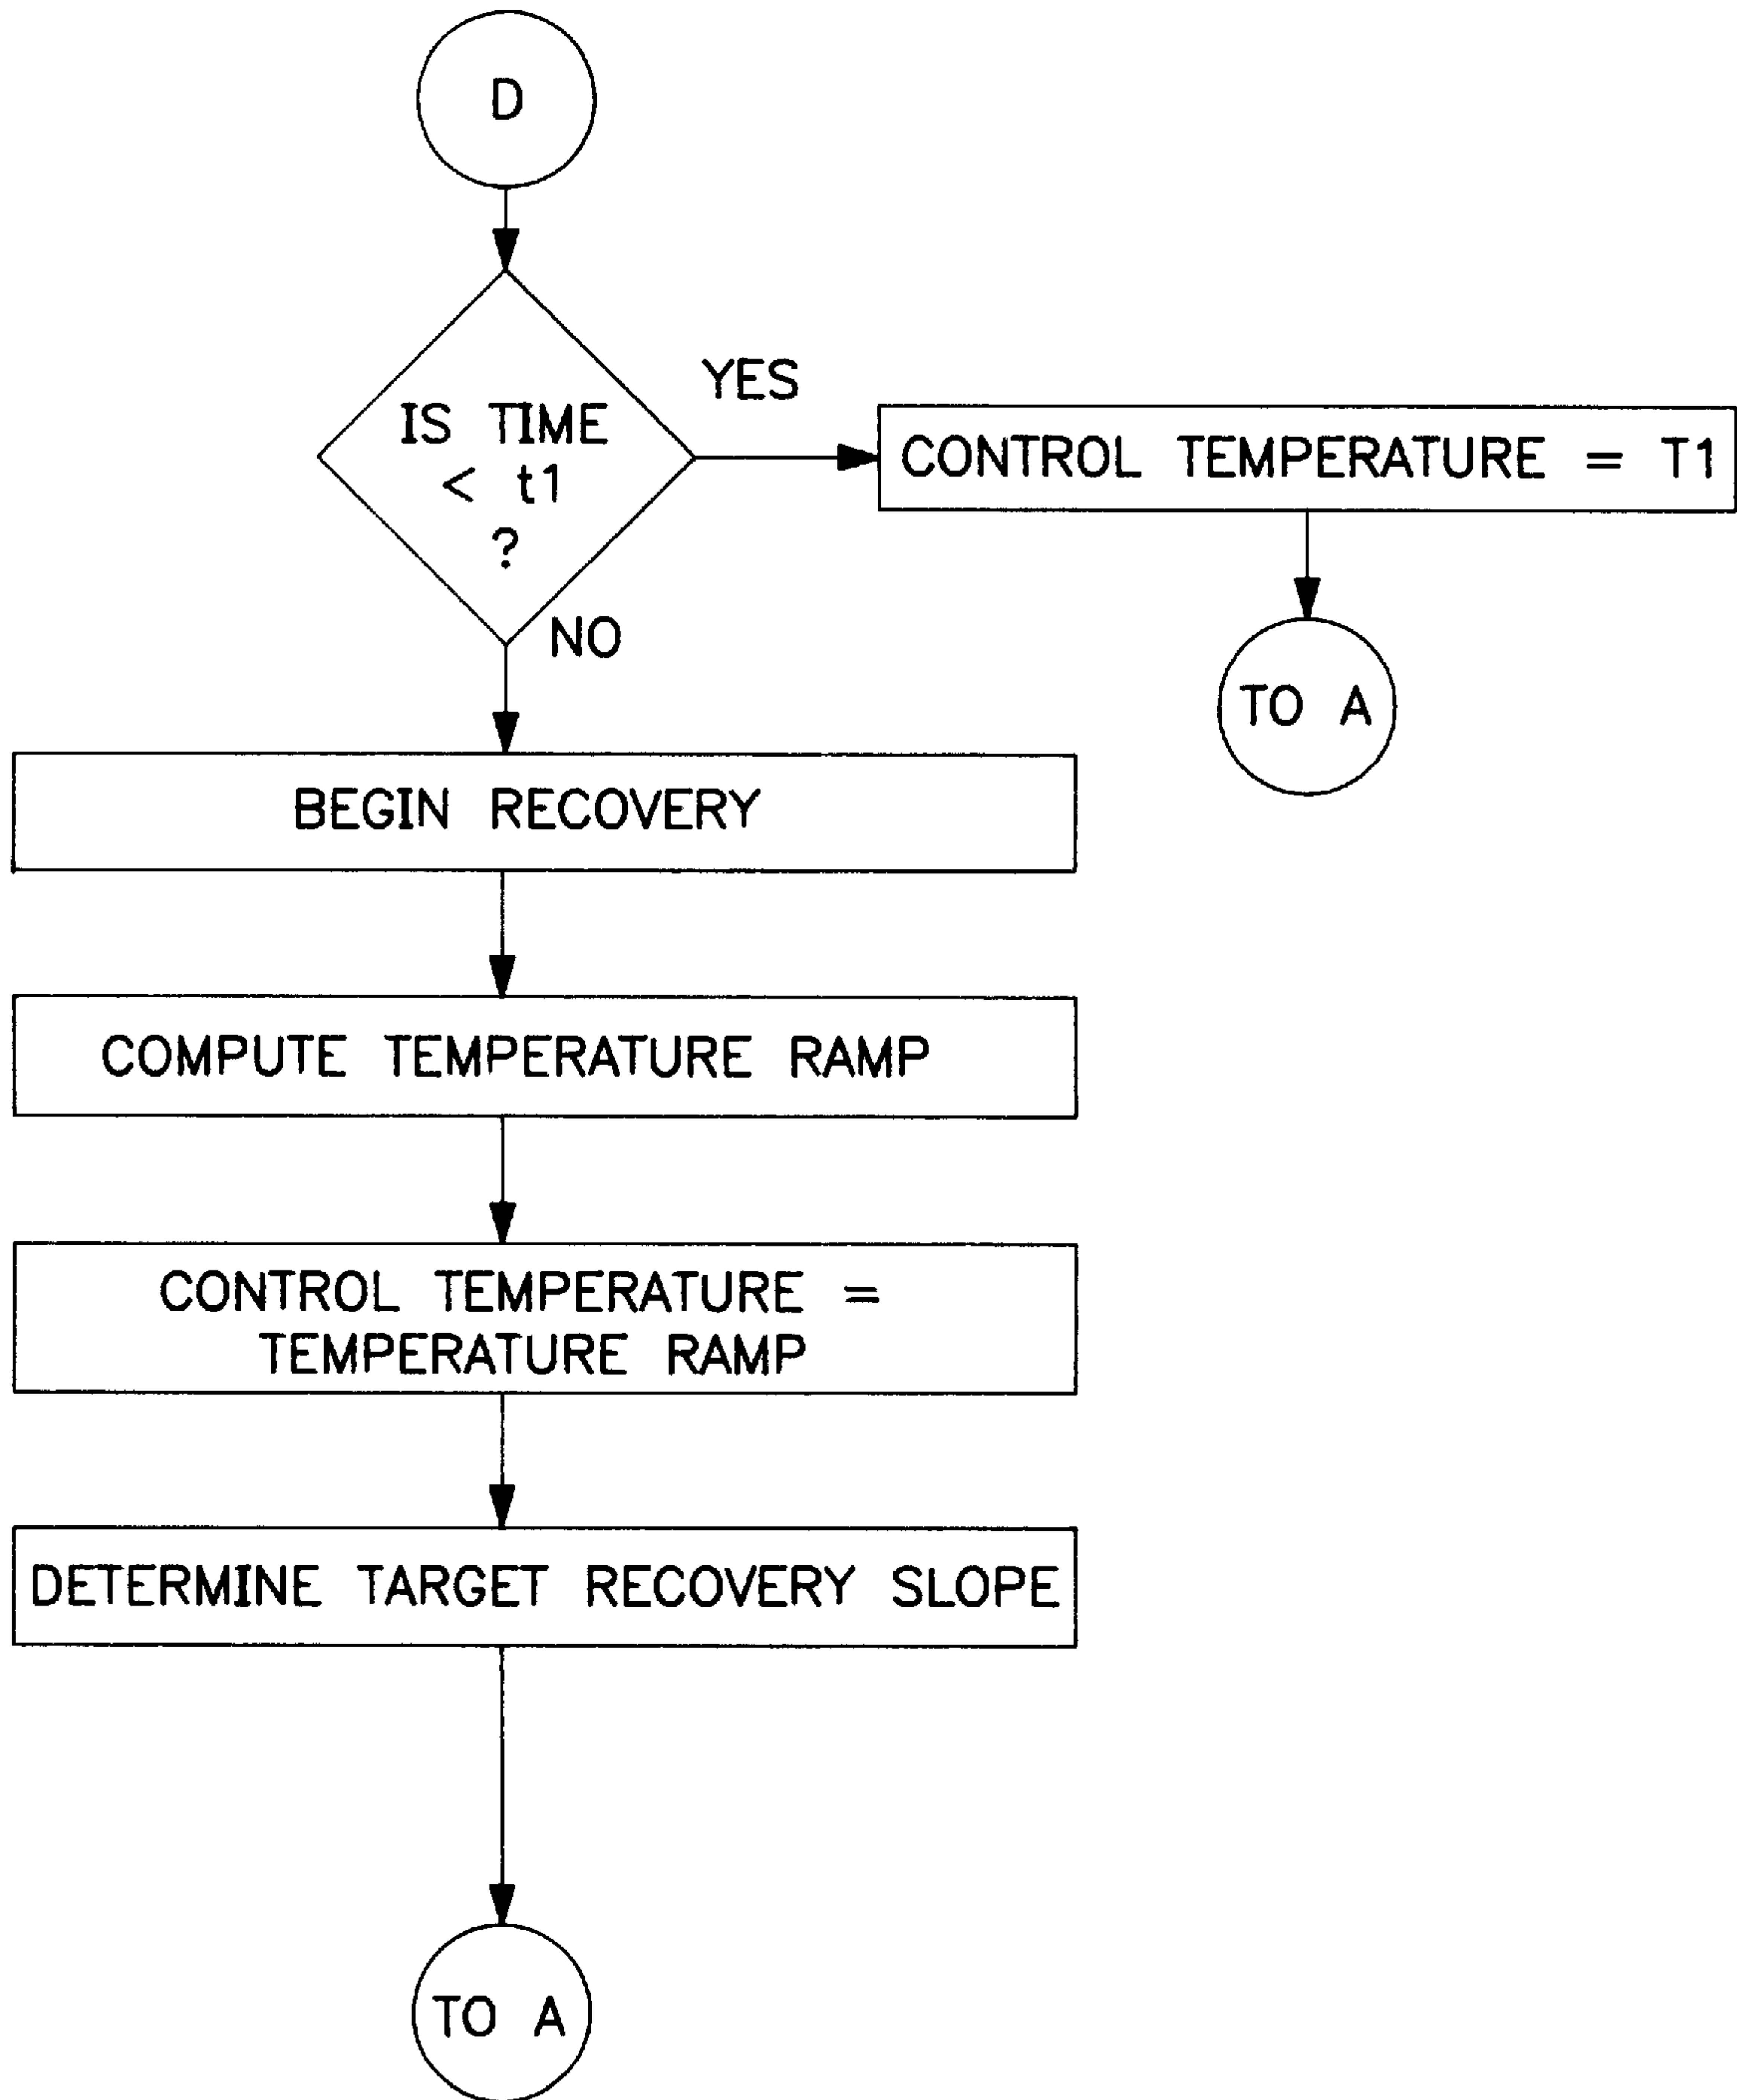 D
IS TIME
< t1
?
YES
CONTROL TEMPERATURE = T1
NO
TO A
BEGIN RECOVERY
COMPUTE TEMPERATURE RAMP
CONTROL TEMPERATURE =
TEMPERATURE RAMP
DETERMINE TARGET RECOVERY SLOPE
TO A